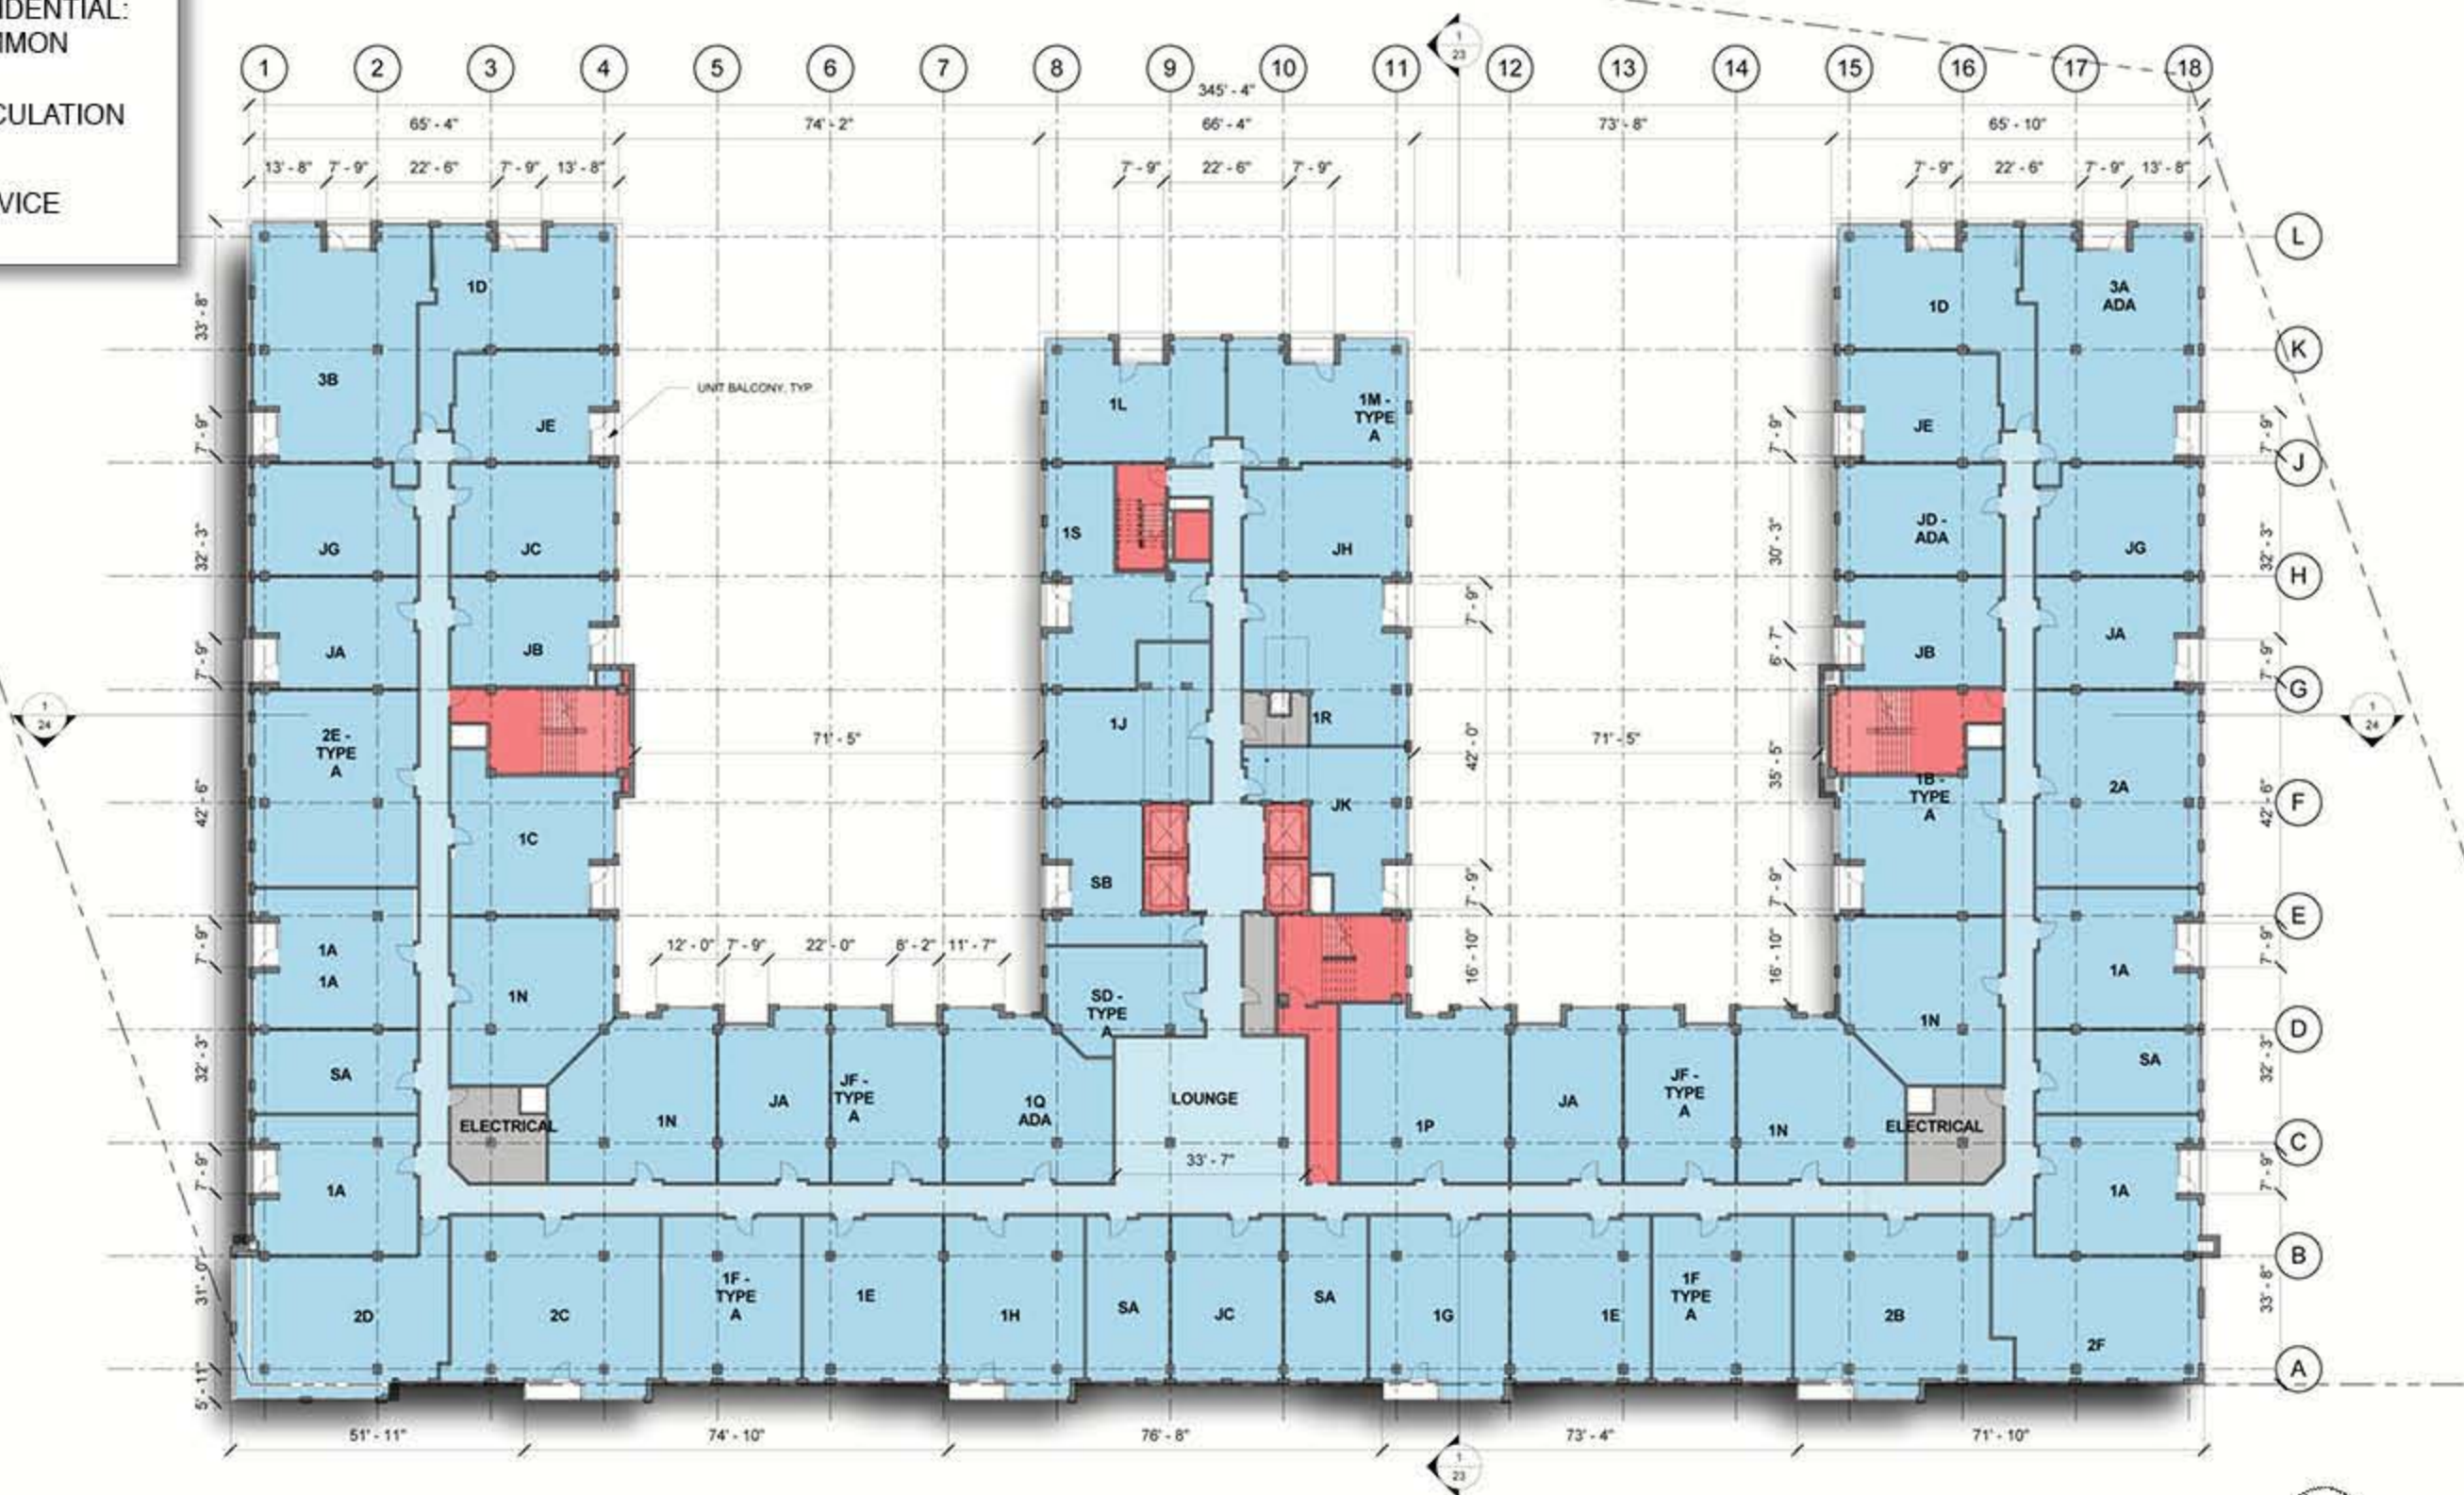 IDENTIAL:
MMON
CULATION
VICE
1 2 3 4 5 6 7 8 9 10 11 12 13 14 15 16 17 18
1
23
345' - 4"
65' - 4" 74' - 2" 66' - 4" 73' - 8" 65' - 10"
13' - 8" 7' - 9" 22' - 6" 7' - 9" 13' - 8" 7' - 9" 22' - 6" 7' - 9" 7' - 9" 22' - 6" 7' - 9" 13' - 8"
L
1D
3A
ADA
1D
33' - 8"
K
3B
UNIT BALCONY, TYP
1L
1M -
TYPE
A
JE
JE
7' - 9"
7' - 9"
7' - 9"
J
1S
JD -
ADA
JG
JC
JH
JG
32' - 3"
30' - 3"
32' - 3"
H
7' - 9"
JA
JB
JB
JA
7' - 9"
6' - 7"
7' - 9"
G
1
24
1
24
2E -
TYPE
A
1J
1R
71' - 5"
71' - 5"
42' - 0"
35' - 5"
1B -
TYPE
A
2A
42' - 6"
JK
42' - 6"
F
1C
SB
7' - 9"
7' - 9"
E
12' - 0" 7' - 9" 22' - 0" 8' - 2" 11' - 7"
7' - 9"
1A
1A
1N
SD -
TYPE
A
16' - 10"
16' - 10"
1N
1A
7' - 9"
D
32' - 3"
SA
SA
32' - 3"
ELECTRICAL
1N
JA
JF -
TYPE
A
1Q
ADA
LOUNGE
1P
JA
JF -
TYPE
A
1N
ELECTRICAL
C
33' - 7"
7' - 9"
1A
1A
7' - 9"
B
31' - 0"
2D
2C
1F -
TYPE
A
1E
1H
SA
JC
SA
1G
1E
1F
TYPE
A
2B
2F
33' - 8"
A
5' - 11"
51' - 11" 74' - 10" 76' - 8" 73' - 4" 71' - 10"
1
23